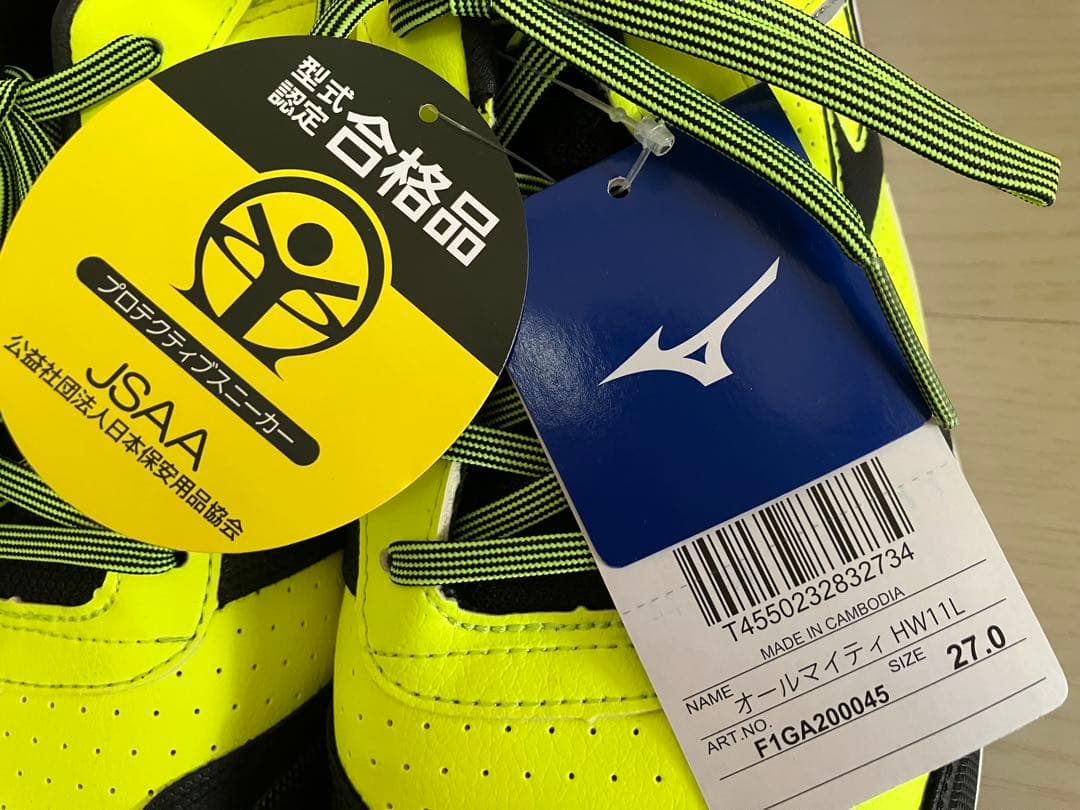 型式
認定
合格品
プロテクティブスニーカー
JSAA
公益社団法人日本保安用品協会
T4550232832734
MADE IN CAMBODIA
NAME オールマイティ HW11L
ART.NO. SIZE 27.0
F1GA200045